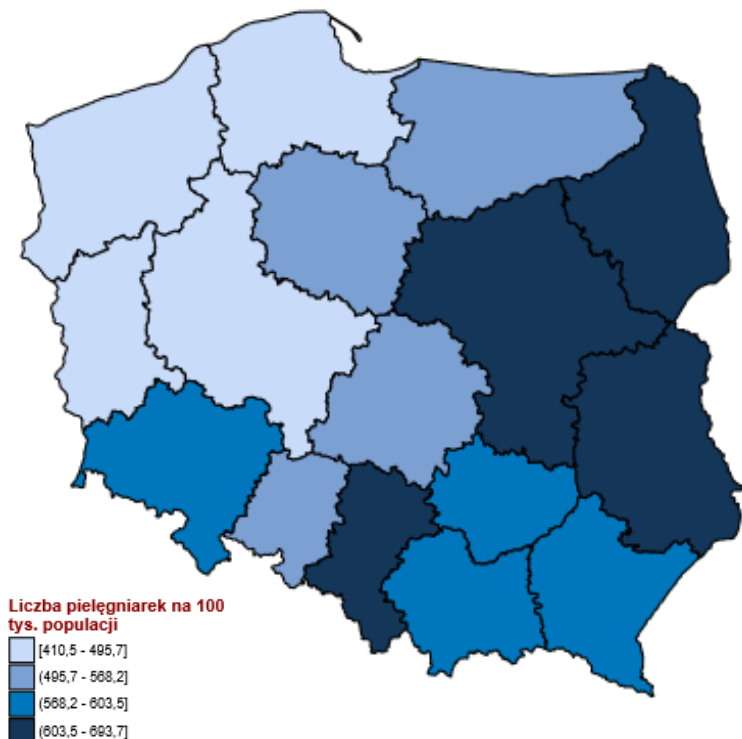 Liczba pielęgniarek na 100
tys. populacji
[410,5 - 495,7]
(495,7 - 568,2]
(568,2 - 603,5]
(603,5 - 693,7]